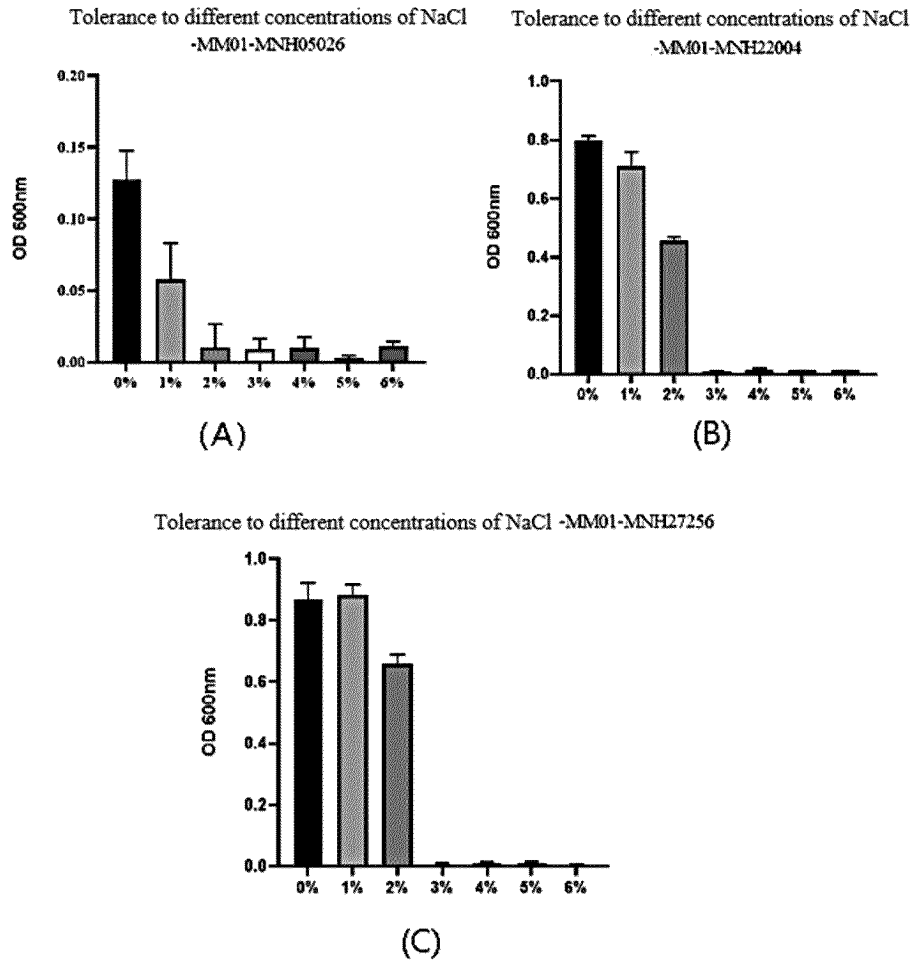 Tolerance to different concentrations of NaCl
-MM01-MNH05026
OD 600nm
0.20
0.15
0.10
0.05
0.00
0% 1% 2% 3% 4% 5% 6%
(A)
Tolerance to different concentrations of NaCl
-MM01-MNH22004
OD 600nm
1.0
0.8
0.6
0.4
0.2
0.0
0% 1% 2% 3% 4% 5% 6%
(B)
Tolerance to different concentrations of NaCl -MM01-MNH27256
OD 600nm
1.0
0.8
0.6
0.4
0.2
0.0
0% 1% 2% 3% 4% 5% 6%
(C)